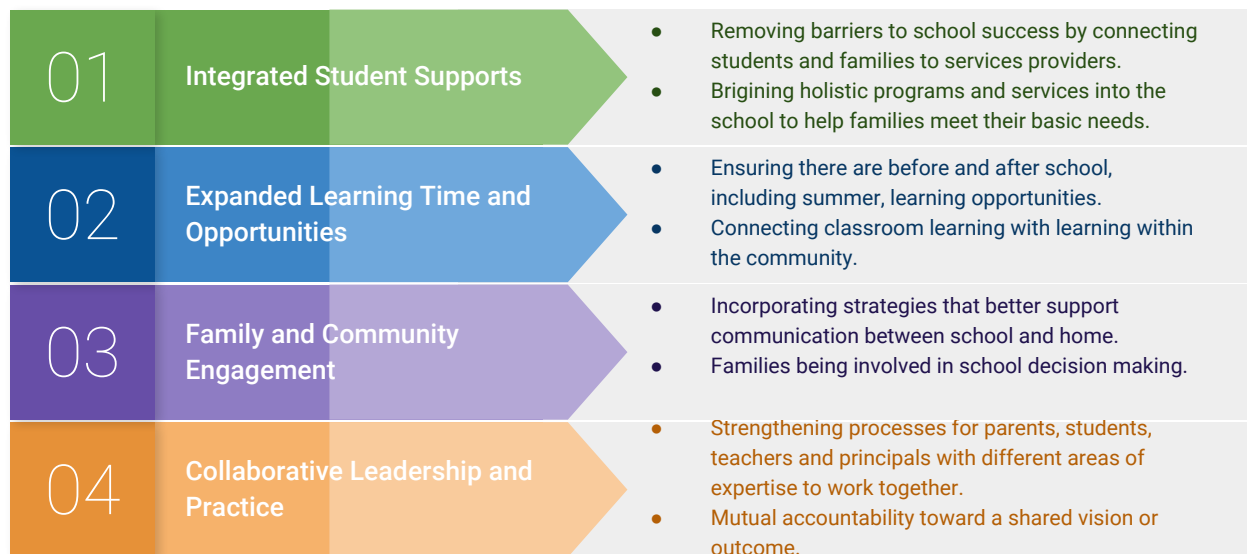 01
Integrated Student Supports
● Removing barriers to school success by connecting
students and families to services providers.
● Brigining holistic programs and services into the
school to help families meet their basic needs.
02
Expanded Learning Time and
Opportunities
● Ensuring there are before and after school,
including summer, learning opportunities.
● Connecting classroom learning with learning within
the community.
03
Family and Community
Engagement
● Incorporating strategies that better support
communication between school and home.
● Families being involved in school decision making.
04
Collaborative Leadership and
Practice
● Strengthening processes for parents, students,
teachers and principals with different areas of
expertise to work together.
● Mutual accountability toward a shared vision or
outcome.